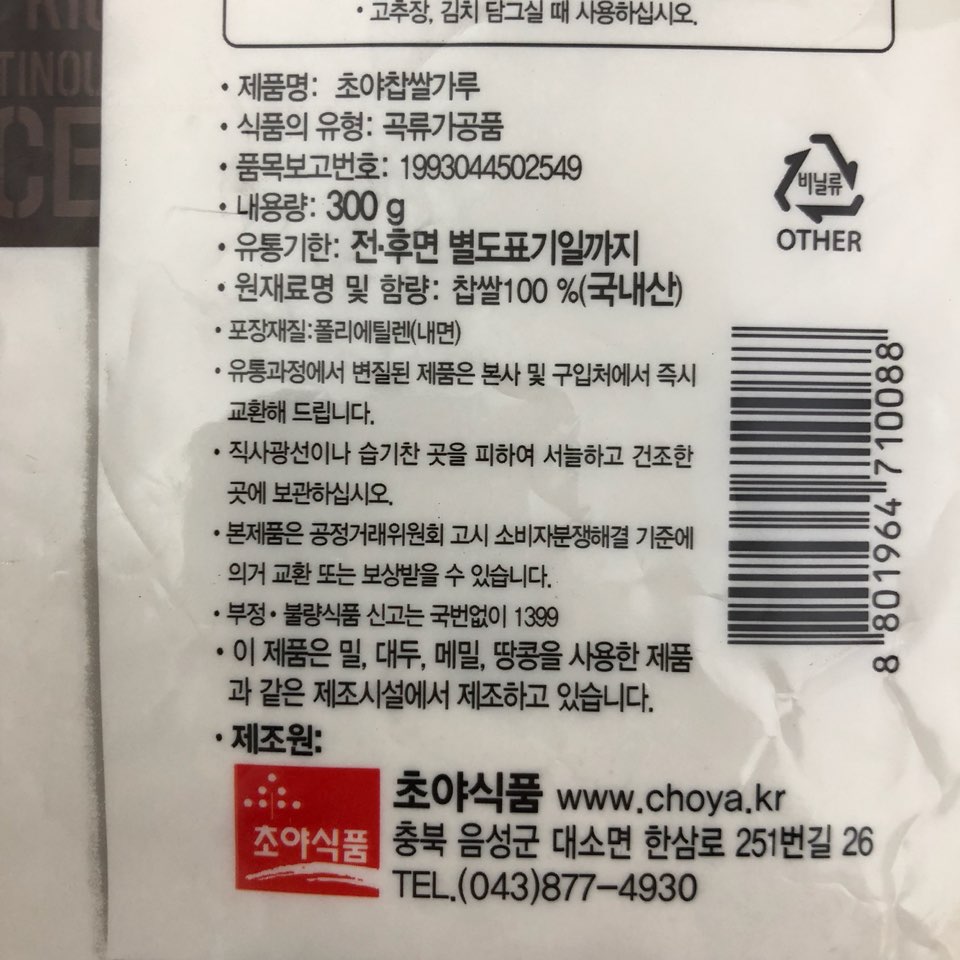 TINOU
CE
• 고추장, 김치 담그실 때 사용하십시오.
• 제품명: 초야찹쌀가루
• 식품의 유형: 곡류가공품
• 품목보고번호: 1993044502549
• 내용량: 300 g
• 유통기한: 전·후면 별도표기일까지
• 원재료명 및 함량: 찹쌀100 %(국내산)
• 포장재질:폴리에틸렌(내면)
• 유통과정에서 변질된 제품은 본사 및 구입처에서 즉시
교환해 드립니다.
• 직사광선이나 습기찬 곳을 피하여 서늘하고 건조한
곳에 보관하십시오.
• 본제품은 공정거래위원회 고시 소비자분쟁해결 기준에
의거 교환 또는 보상받을 수 있습니다.
• 부정• 불량식품 신고는 국번없이 1399
• 이 제품은 밀, 대두, 메밀, 땅콩을 사용한 제품
과 같은 제조시설에서 제조하고 있습니다.
• 제조원:
초야식품
초야식품 www.choya.kr
충북 음성군 대소면 한삼로 251번길 26
TEL.(043)877-4930
비닐류
OTHER
8 801964 710088